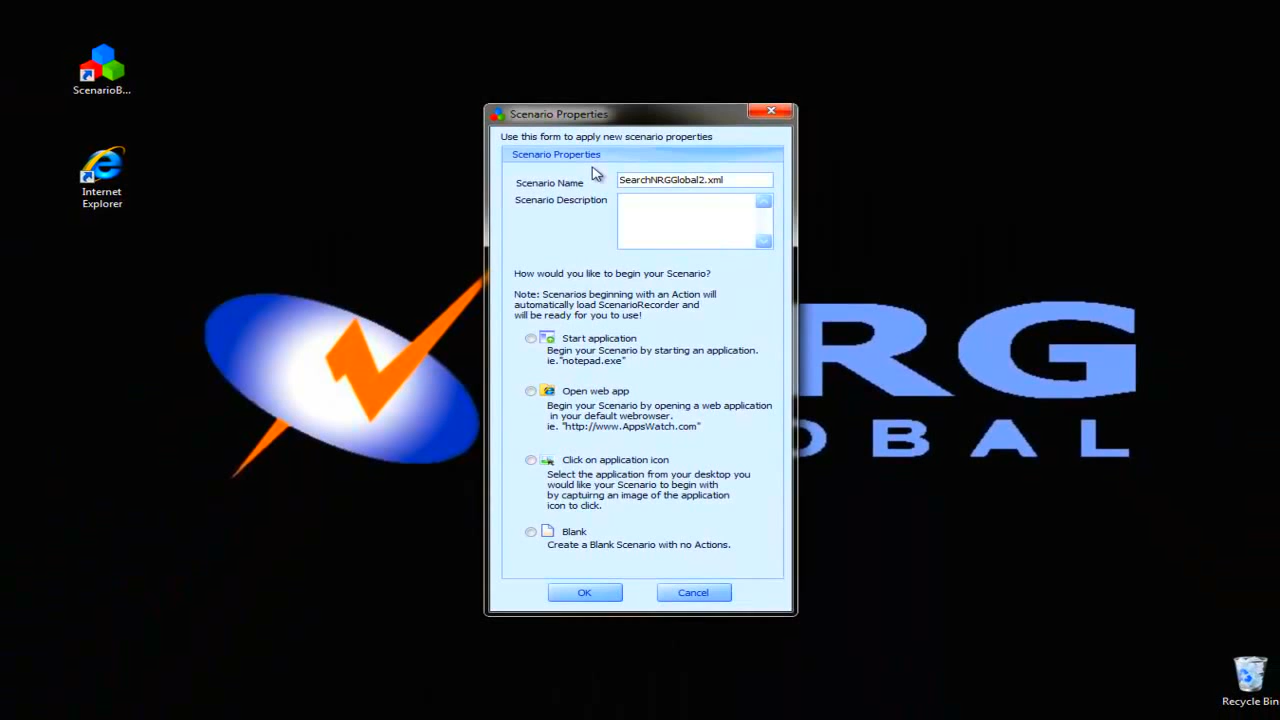 ScenarioB...
Internet
Explorer
Scenario Properties
Use this form to apply new scenario properties
Scenario Properties
Scenario Name
SearchNRGGlobal2.xml
Scenario Description
How would you like to begin your Scenario?
Note: Scenarios beginning with an Action will
automatically load ScenarioRecorder and
will be ready for you to use!
Start application
Begin your Scenario by starting an application.
ie."notepad.exe"
Open web app
Begin your Scenario by opening a web application
in your default webrowser.
ie. "http://www.AppsWatch.com"
Click on application icon
Select the application from your desktop you
would like your Scenario to begin with
by captuirng an image of the application
icon to click.
Blank
Create a Blank Scenario with no Actions.
OK
Cancel
RG
OBAL
Recycle Bin